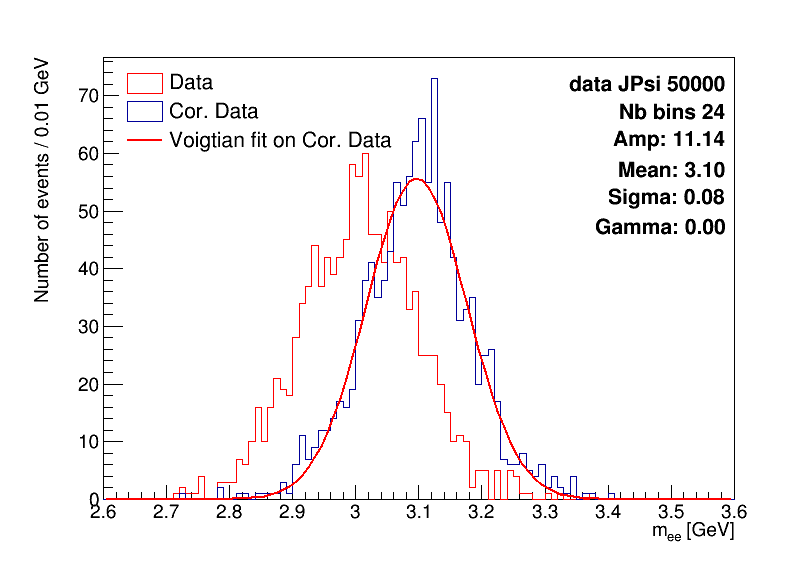 Number of events / 0.01 GeV
Data
Cor. Data
Voigtian fit on Cor. Data
data JPsi 50000
Nb bins 24
Amp: 11.14
Mean: 3.10
Sigma: 0.08
Gamma: 0.00
70
60
50
40
30
20
10
0
2.6 2.7 2.8 2.9 3 3.1 3.2 3.3 3.4 3.5 3.6
m_ee [GeV]